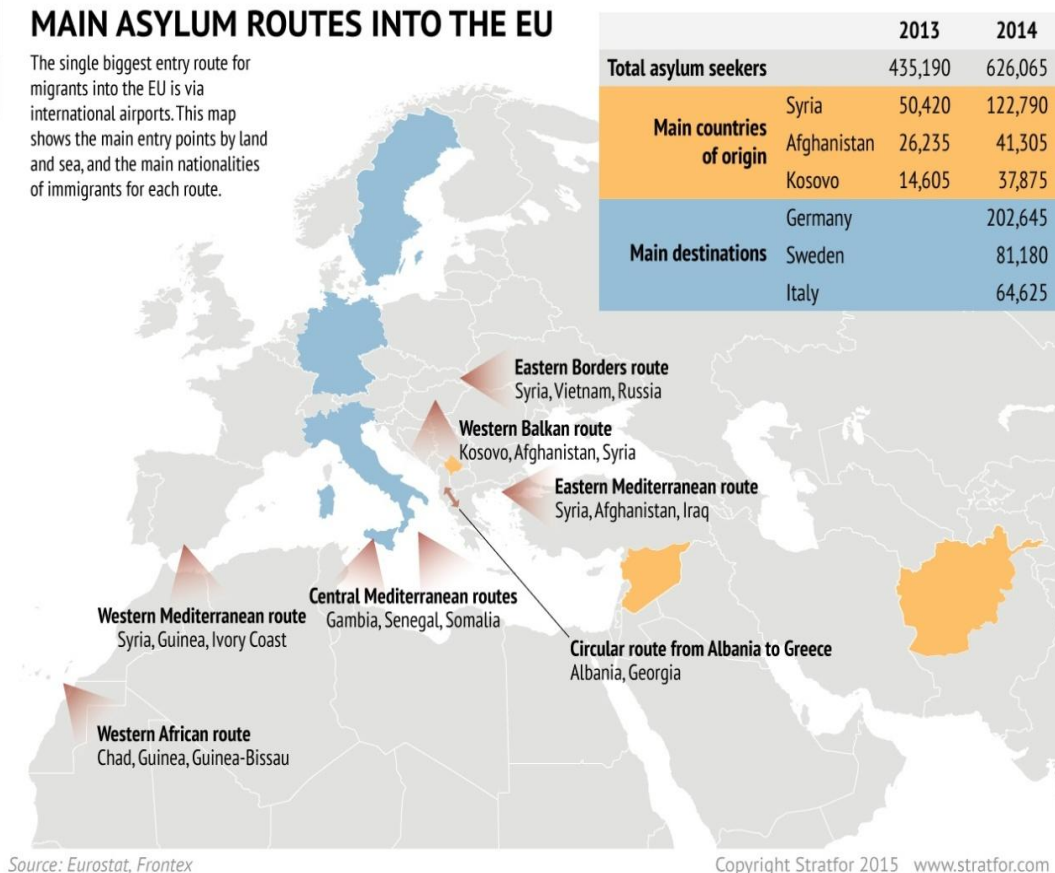 MAIN ASYLUM ROUTES INTO THE EU
The single biggest entry route for
migrants into the EU is via
international airports. This map
shows the main entry points by land
and sea, and the main nationalities
of immigrants for each route.
2013 2014
Total asylum seekers 435,190 626,065
Main countries
of origin
Syria 50,420 122,790
Afghanistan 26,235 41,305
Kosovo 14,605 37,875
Main destinations
Germany 202,645
Sweden 81,180
Italy 64,625
Eastern Borders route
Syria, Vietnam, Russia
Western Balkan route
Kosovo, Afghanistan, Syria
Eastern Mediterranean route
Syria, Afghanistan, Iraq
Central Mediterranean routes
Gambia, Senegal, Somalia
Western Mediterranean route
Syria, Guinea, Ivory Coast
Circular route from Albania to Greece
Albania, Georgia
Western African route
Chad, Guinea, Guinea-Bissau
Source: Eurostat, Frontex
Copyright Stratfor 2015 www.stratfor.com